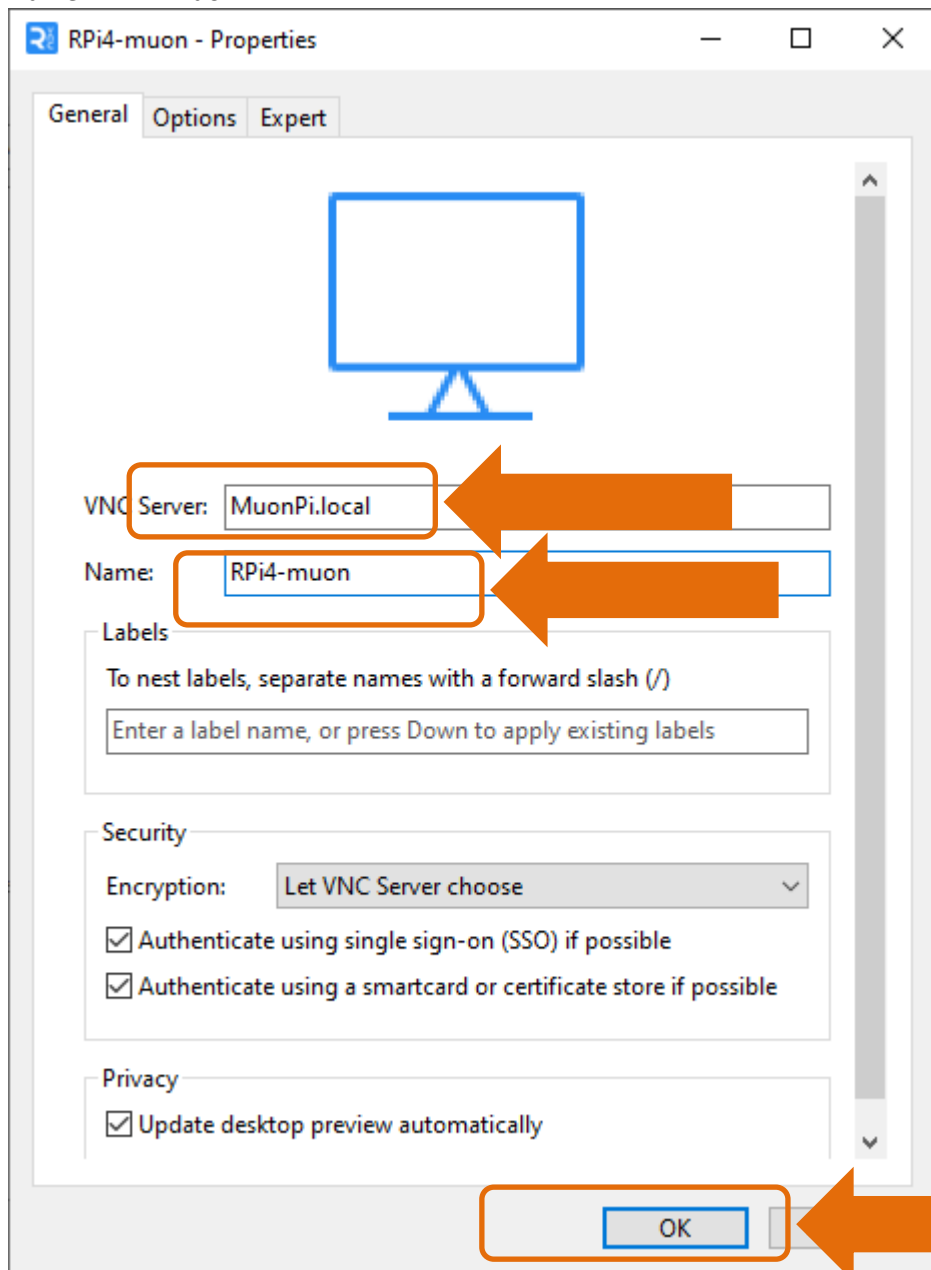 RPi4-muon - Properties
General Options Expert
VNC Server: MuonPi.local
Name: RPi4-muon
Labels
To nest labels, separate names with a forward slash (/)
Enter a label name, or press Down to apply existing labels
Security
Encryption: Let VNC Server choose
Authenticate using single sign-on (SSO) if possible
Authenticate using a smartcard or certificate store if possible
Privacy
Update desktop preview automatically
OK